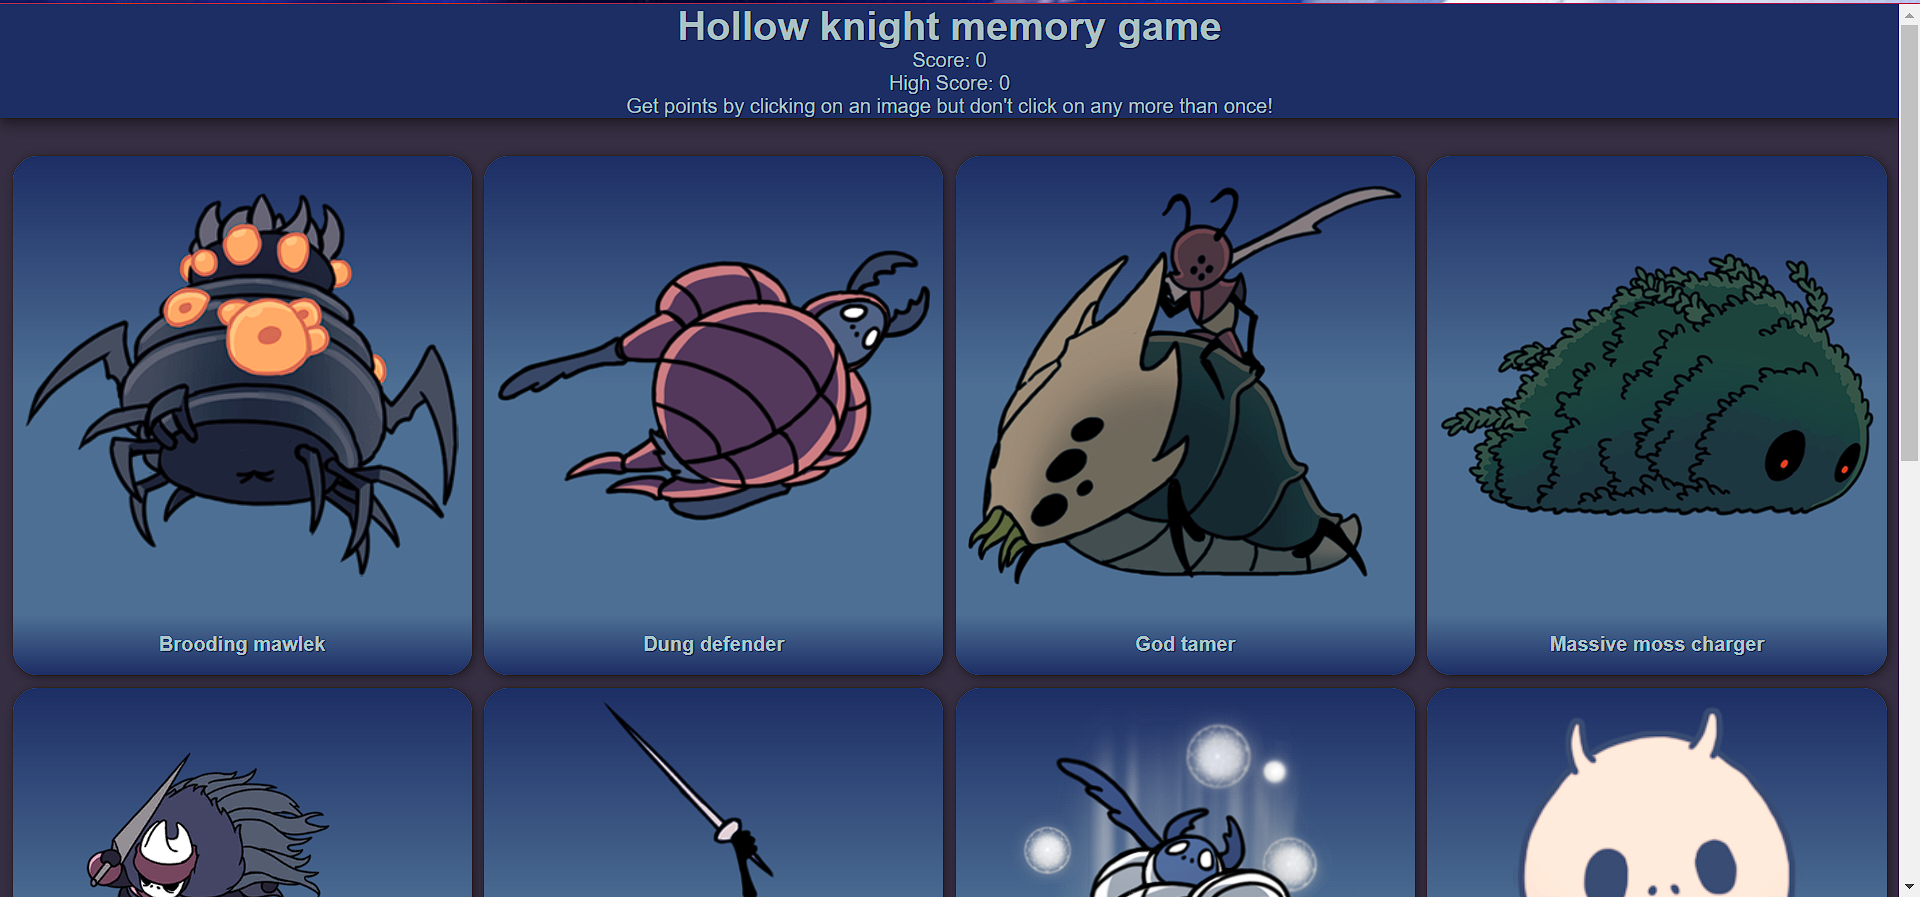 Hollow knight memory game
Score: 0
High Score: 0
Get points by clicking on an image but don't click on any more than once!
Brooding mawlek
Dung defender
God tamer
Massive moss charger